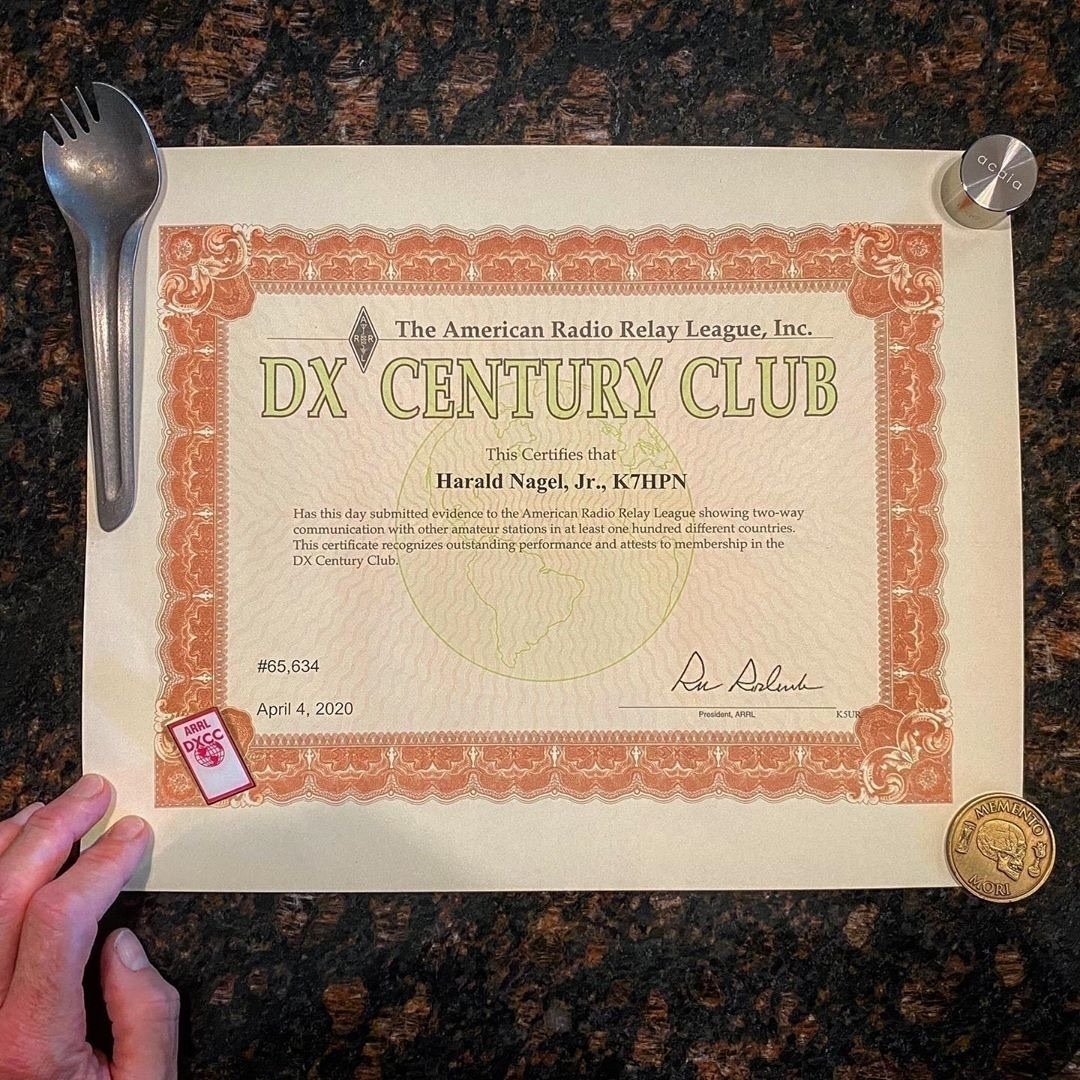 acaia
The American Radio Relay League, Inc.
ARRL
DX CENTURY CLUB
This Certifies that
Harald Nagel, Jr., K7HPN
Has this day submitted evidence to the American Radio Relay League showing two-way
communication with other amateur stations in at least one hundred different countries.
This certificate recognizes outstanding performance and attests to membership in the
DX Century Club.
#65,634
April 4, 2020
President, ARRL
K5UR
ARRL
DXCC
MEMENTO
MORI